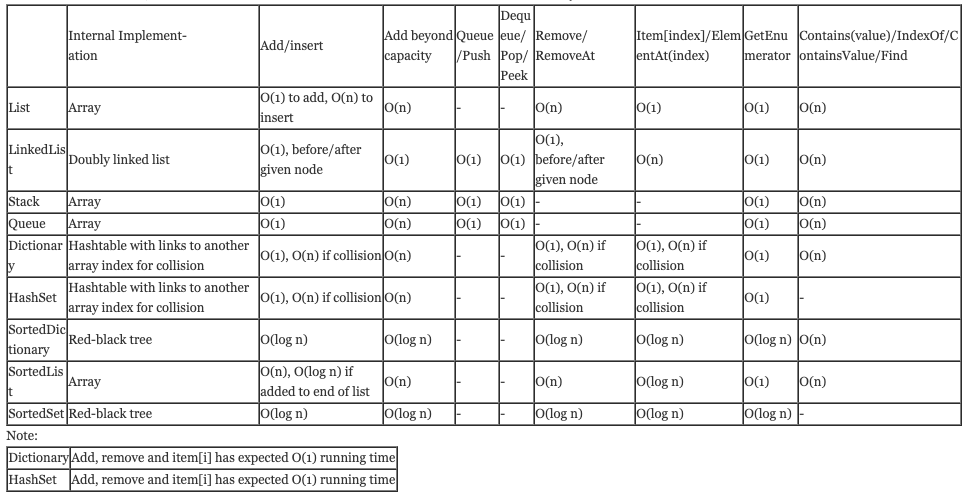 Internal Implement-ation Add/insert Add beyond capacity Queue/Push Dequeue/Pop/Peek Remove/RemoveAt Item[index]/ElementAt(index) GetEnumerator Contains(value)/IndexOf/ContainsValue/Find
List Array O(1) to add, O(n) to insert O(n) - - O(n) O(1) O(1) O(n)
LinkedList Doubly linked list O(1), before/after given node O(1) O(1) O(1) O(1), before/after given node O(n) O(1) O(n)
Stack Array O(1) O(n) O(1) O(1) - - O(1) O(n)
Queue Array O(1) O(n) O(1) O(1) - - O(1) O(n)
Dictionary Hashtable with links to another array index for collision O(1), O(n) if collision O(n) - - O(1), O(n) if collision O(1), O(n) if collision O(1) O(n)
HashSet Hashtable with links to another array index for collision O(1), O(n) if collision O(n) - - O(1), O(n) if collision O(1), O(n) if collision O(1) -
SortedDictionary Red-black tree O(log n) O(log n) - - O(log n) O(log n) O(log n) O(n)
SortedList Array O(n), O(log n) if added to end of list O(n) - - O(n) O(log n) O(1) O(n)
SortedSet Red-black tree O(log n) O(log n) - - O(log n) O(log n) O(log n) -
Note:
Dictionary Add, remove and item[i] has expected O(1) running time
HashSet Add, remove and item[i] has expected O(1) running time